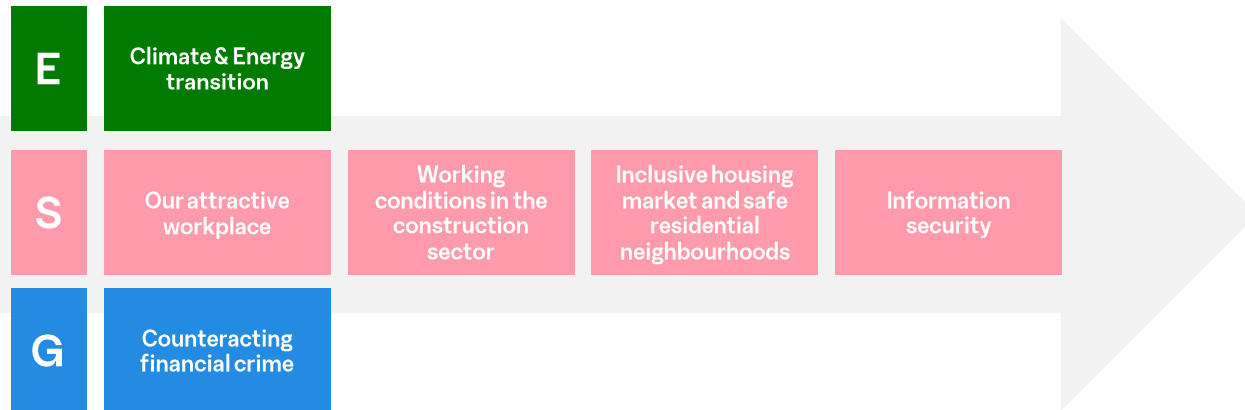 E
Climate & Energy
transition
S
Our attractive
workplace
Working
conditions in the
construction
sector
Inclusive housing
market and safe
residential
neighbourhoods
Information
security
G
Counteracting
financial crime